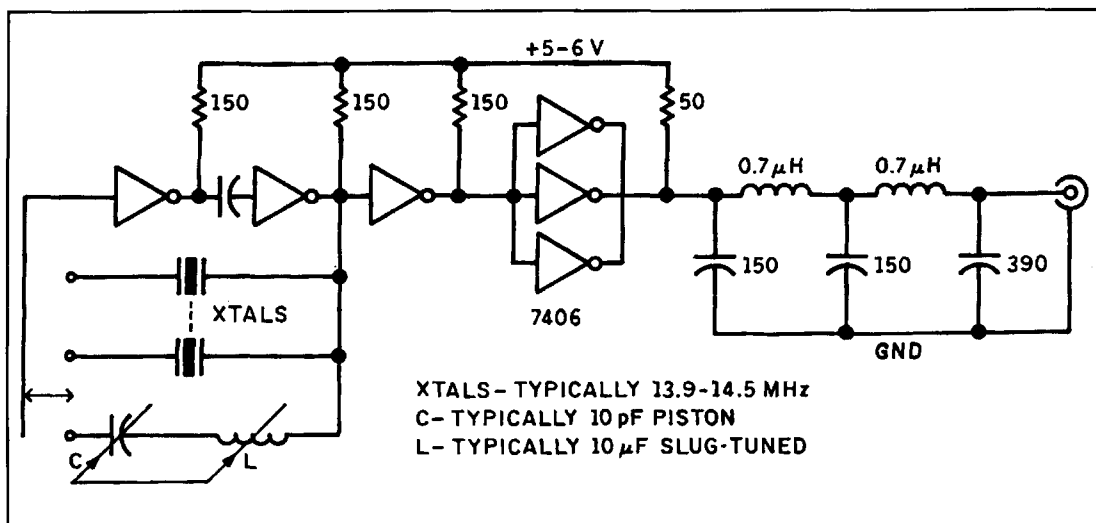 +5-6 V
150
150
150
50
0.7 μH
0.7 μH
150
150
390
7406
XTALS
GND
C
L
XTALS- TYPICALLY 13.9-14.5 MHz
C- TYPICALLY 10 pF PISTON
L- TYPICALLY 10 μF SLUG-TUNED